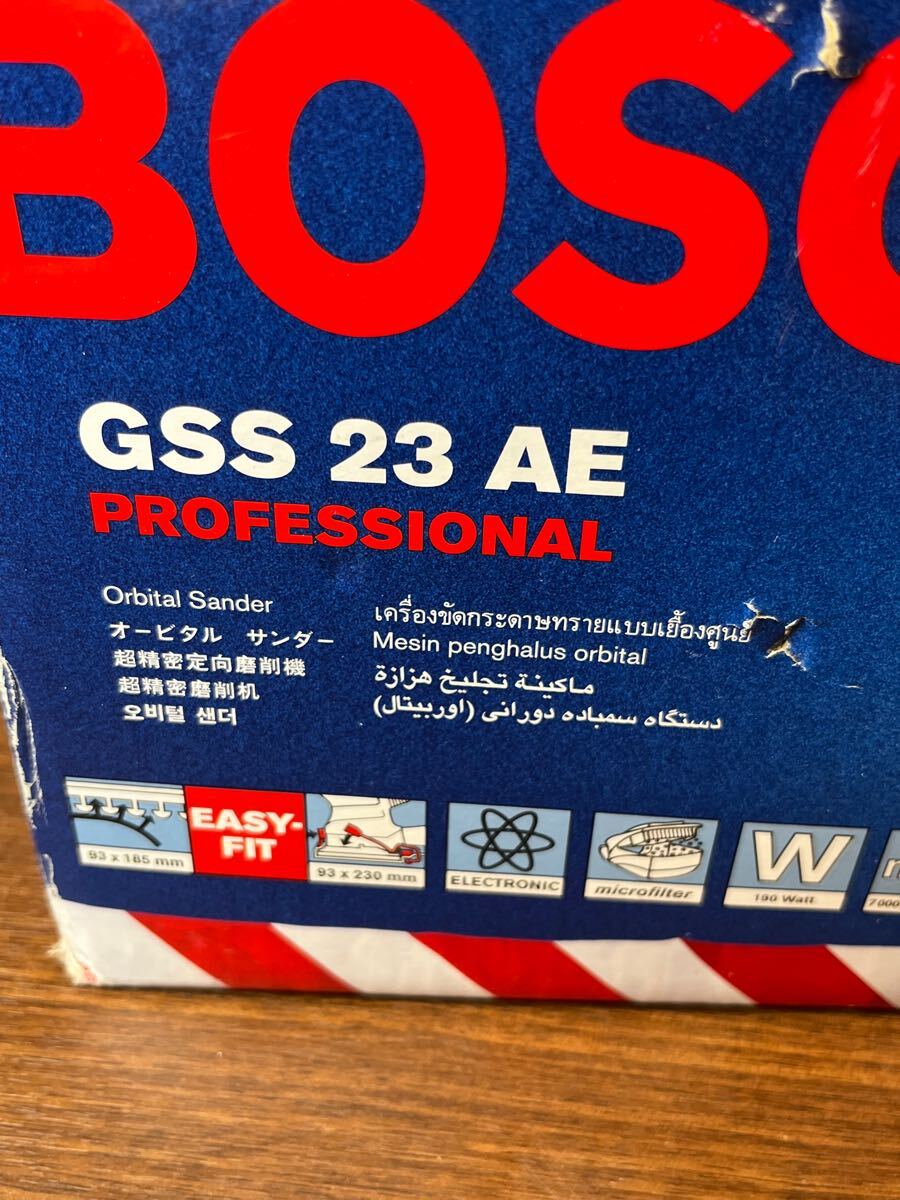 BOSC
GSS 23 AE
PROFESSIONAL
Orbital Sander
オービタル サンダー
超精密定向磨削機
超精密磨削机
오비털 샌더
เครื่องขัดกระดาษทรายแบบเยื้องศูนย์
Mesin penghalus orbital
ماكينة تجليخ هزازة
دستگاه سمباده دورانی (اوربیتال)
93 x 185 mm
EASY-
FIT
93 x 230 mm
ELECTRONIC
microfilter
W
190 Watt
7000